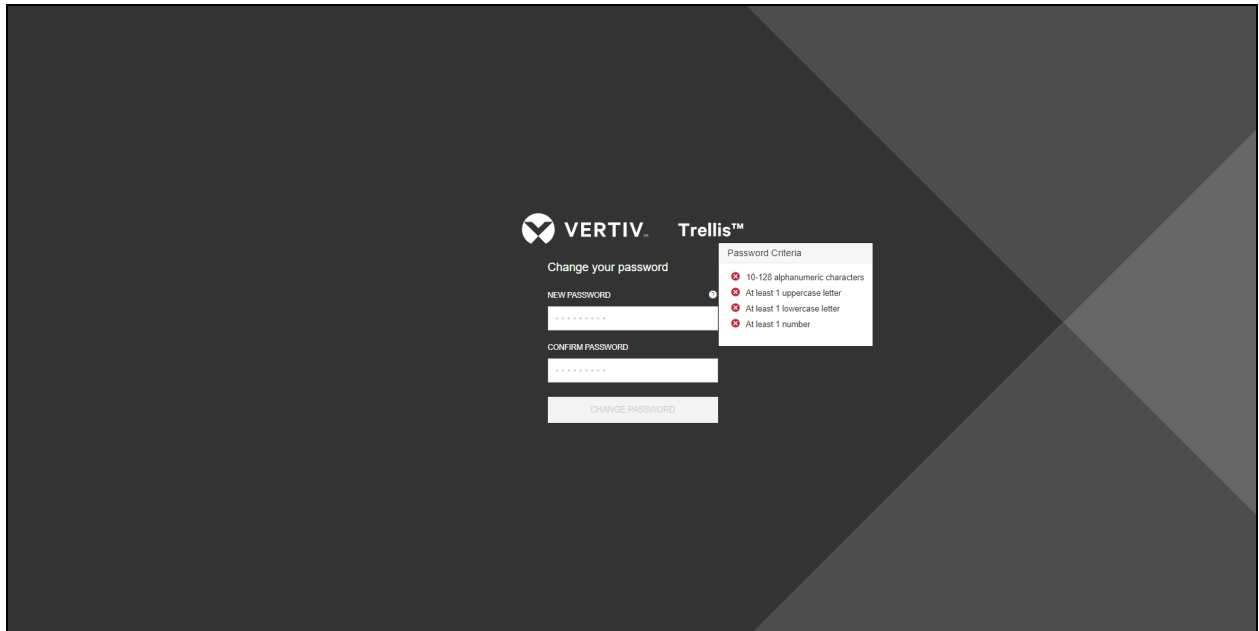 VERTIV™ Trellis™
Change your password
NEW PASSWORD
CONFIRM PASSWORD
CHANGE PASSWORD
Password Criteria
10-128 alphanumeric characters
At least 1 uppercase letter
At least 1 lowercase letter
At least 1 number